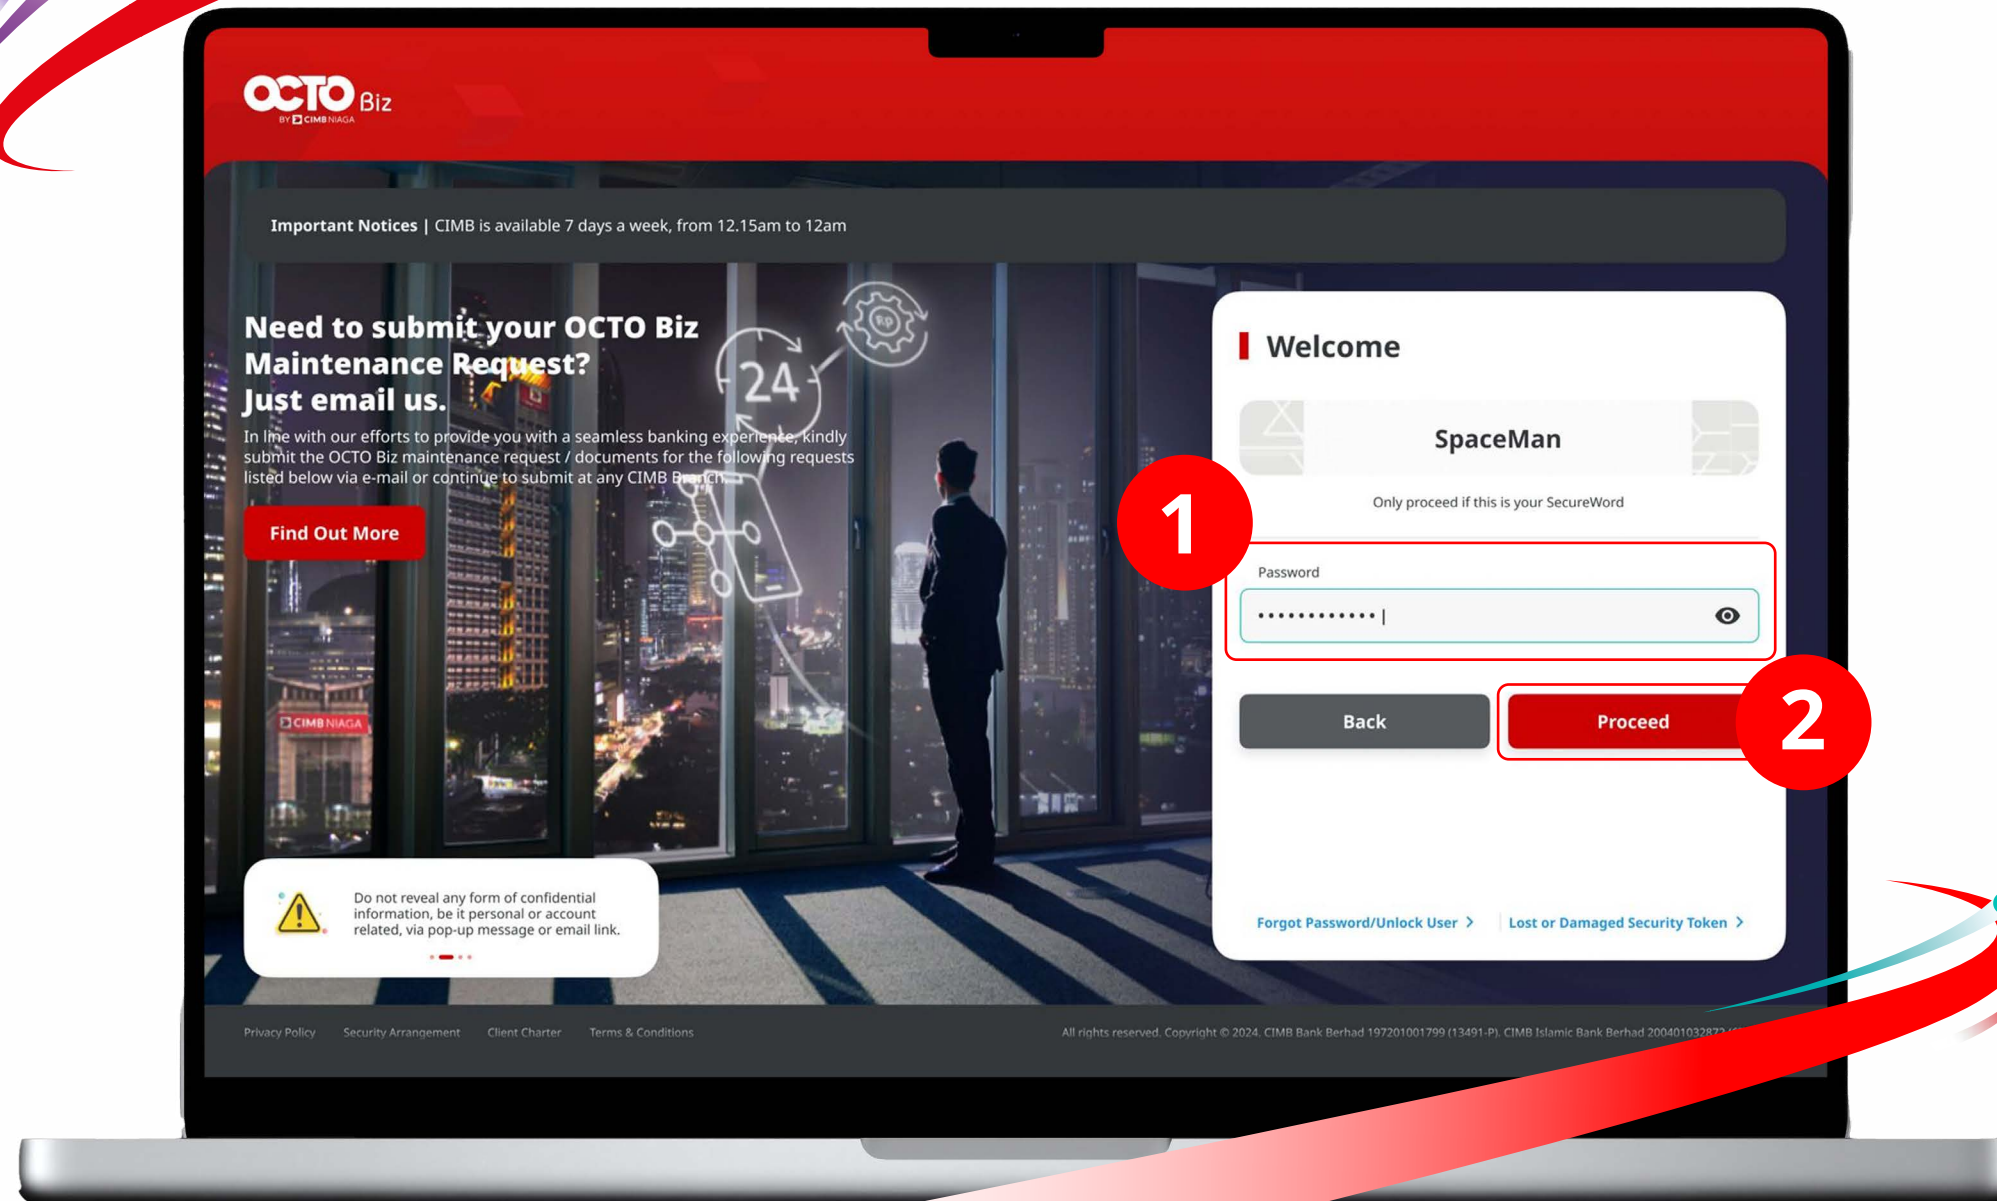 OCTO Biz
BY CIMB NIAGA
Important Notices | CIMB is available 7 days a week, from 12.15am to 12am
Need to submit your OCTO Biz
Maintenance Request?
Just email us.
In line with our efforts to provide you with a seamless banking experience, kindly
submit the OCTO Biz maintenance request / documents for the following requests
listed below via e-mail or continue to submit at any CIMB Branch.
Find Out More
24
RP
CIMB NIAGA
Do not reveal any form of confidential
information, be it personal or account
related, via pop-up message or email link.
Welcome
SpaceMan
Only proceed if this is your SecureWord
1
Password
Back
Proceed
2
Forgot Password/Unlock User
Lost or Damaged Security Token
Privacy Policy
Security Arrangement
Client Charter
Terms & Conditions
All rights reserved. Copyright © 2024. CIMB Bank Berhad 197201001799 (13491-P). CIMB Islamic Bank Berhad 200401032872